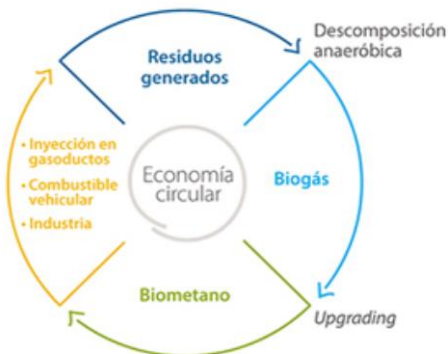 Descomposición
anaeróbica
Residuos
generados
• Inyección en
gasoductos
• Combustible
vehicular
• Industria
Economía
circular
Biogás
Biometano
Upgrading